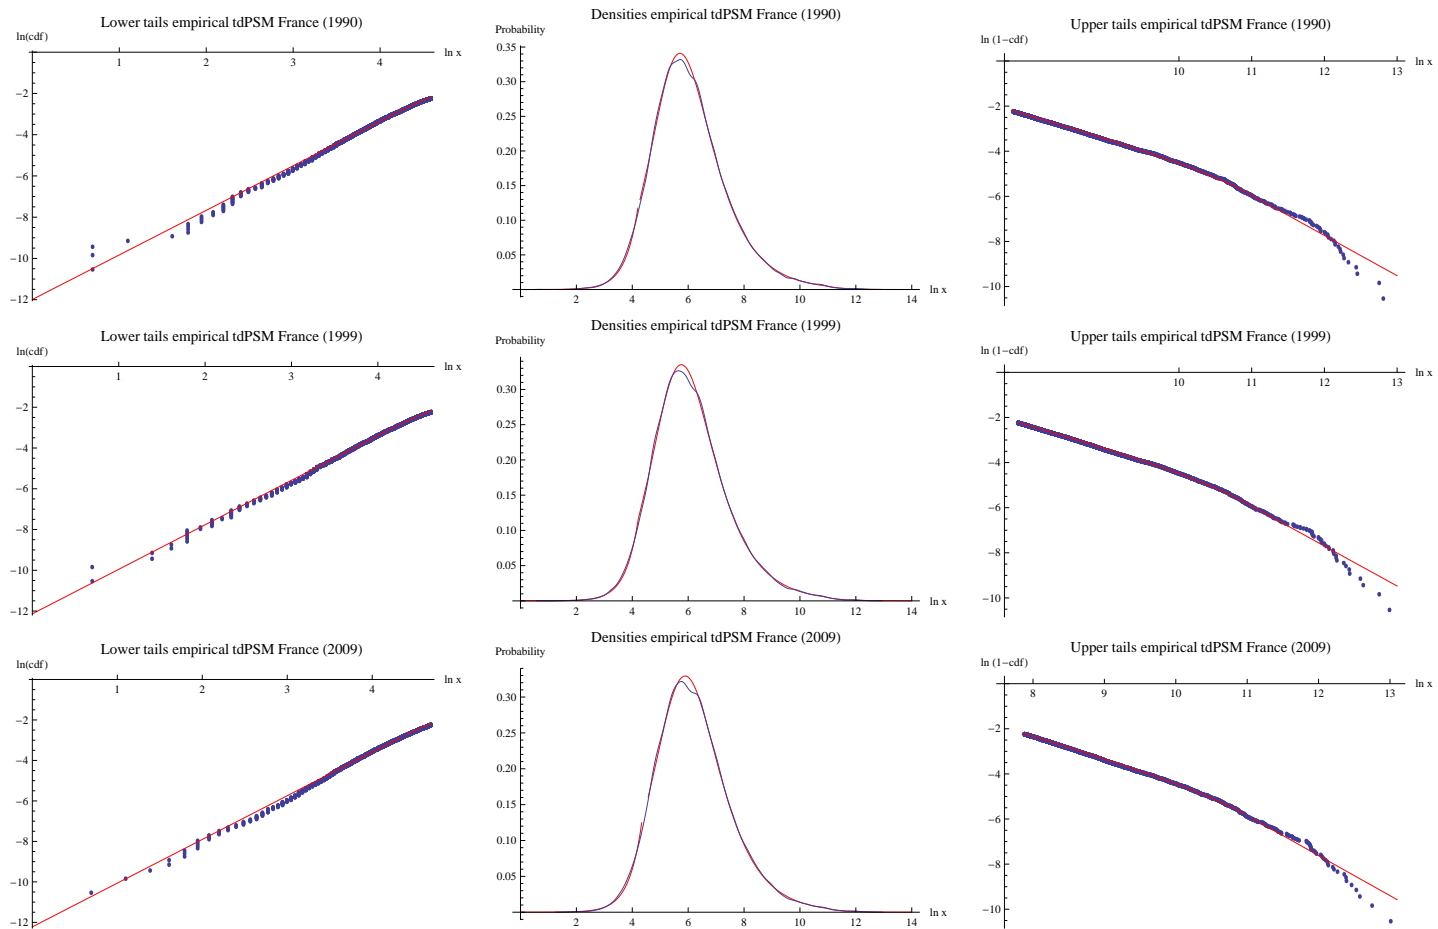 Lower tails empirical tdPSM France (1990)
ln(cdf)
ln x
1 2 3 4
-2
-4
-6
-8
-10
-12
Densities empirical tdPSM France (1990)
Probability
0.35
0.30
0.25
0.20
0.15
0.10
0.05
2 4 6 8 10 12 14
ln x
Upper tails empirical tdPSM France (1990)
ln (1-cdf)
ln x
10 11 12 13
-2
-4
-6
-8
-10
Lower tails empirical tdPSM France (1999)
ln(cdf)
ln x
1 2 3 4
-2
-4
-6
-8
-10
-12
Densities empirical tdPSM France (1999)
Probability
0.30
0.25
0.20
0.15
0.10
0.05
2 4 6 8 10 12 14
ln x
Upper tails empirical tdPSM France (1999)
ln (1-cdf)
ln x
10 11 12 13
-2
-4
-6
-8
-10
Lower tails empirical tdPSM France (2009)
ln(cdf)
ln x
1 2 3 4
-2
-4
-6
-8
-10
-12
Densities empirical tdPSM France (2009)
Probability
0.30
0.25
0.20
0.15
0.10
0.05
2 4 6 8 10 12 14
ln x
Upper tails empirical tdPSM France (2009)
ln (1-cdf)
ln x
8 9 10 11 12 13
-2
-4
-6
-8
-10